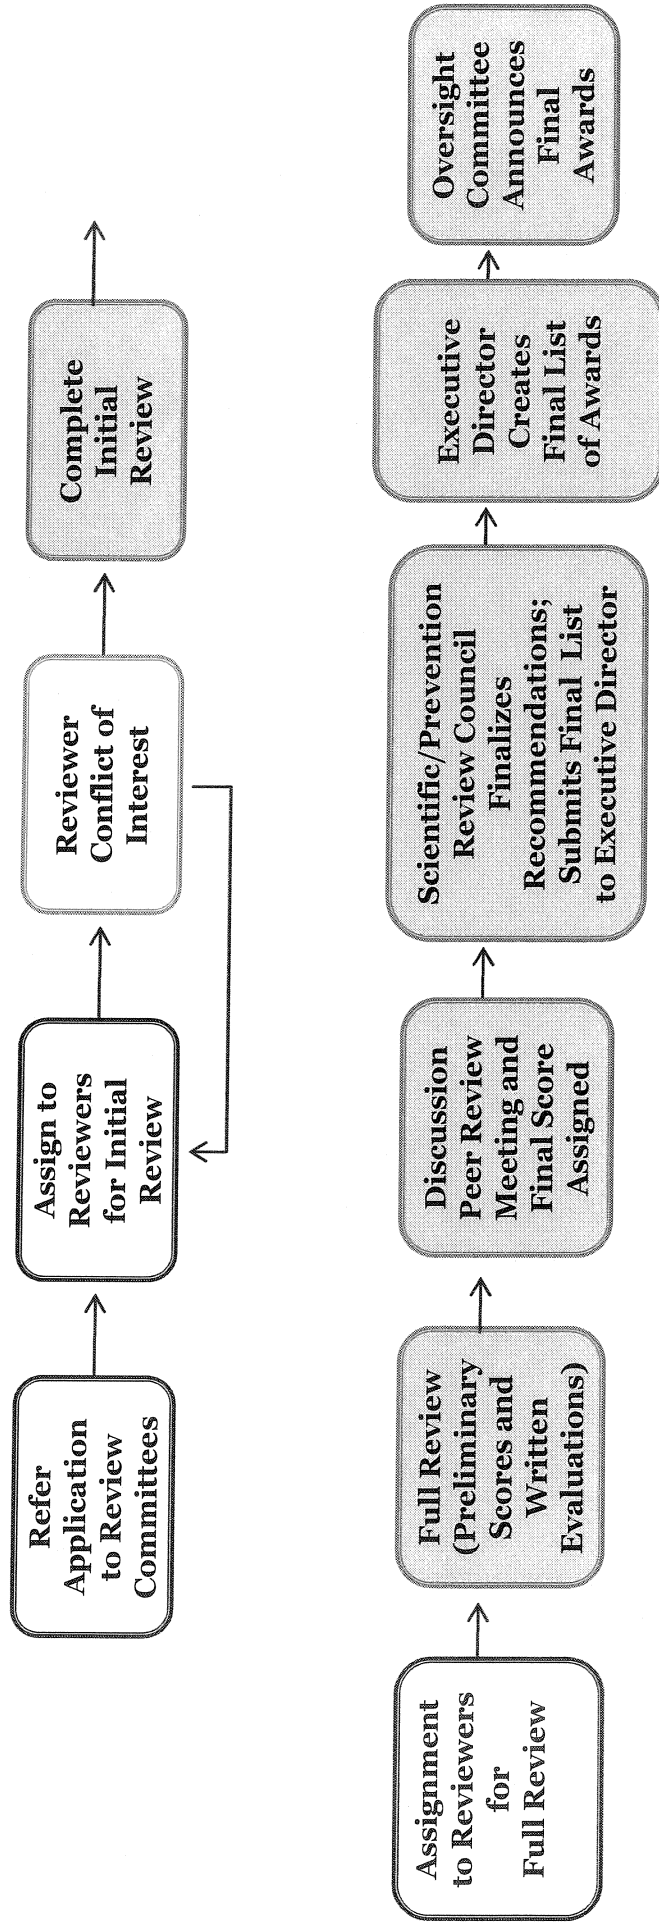 Refer
Application
to Review
Committees
Assign to
Reviewers
for Initial
Review
Reviewer
Conflict of
Interest
Complete
Initial
Review
Assignment
to Reviewers
for
Full Review
Full Review
(Preliminary
Scores and
Written
Evaluations)
Discussion
Peer Review
Meeting and
Final Score
Assigned
Scientific/Prevention
Review Council
Finalizes
Recommendations;
Submits Final List
to Executive Director
Executive
Director
Creates
Final List
of Awards
Oversight
Committee
Announces
Final
Awards